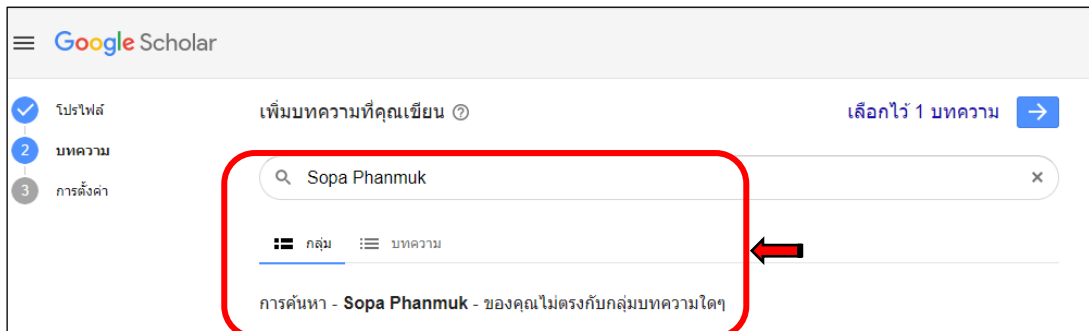 Google Scholar
โปรไฟล์
เพิ่มบทความที่คุณเขียน
เลือกไว้ 1 บทความ
2 บทความ
3 การตั้งค่า
Sopa Phanmuk
กลุ่ม บทความ
การค้นหา - Sopa Phanmuk - ของคุณไม่ตรงกับกลุ่มบทความใดๆ